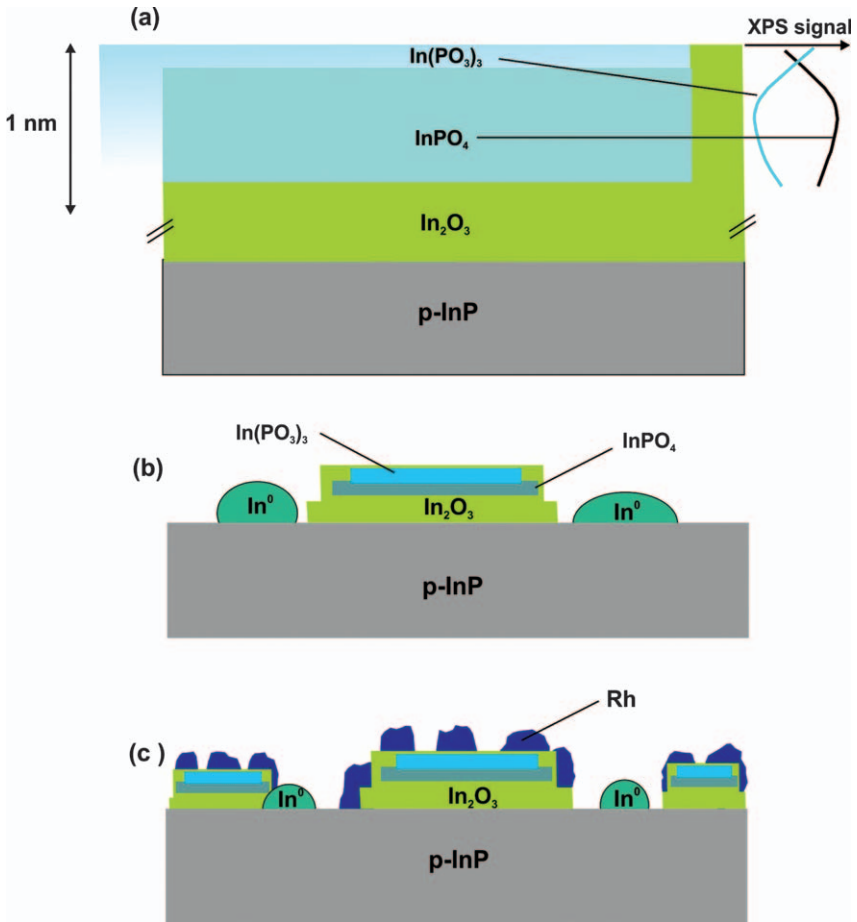 (a)
XPS signal
In(PO₃)₃
1 nm
InPO₄
In₂O₃
p-InP
In(PO₃)₃
InPO₄
(b)
In⁰
In₂O₃
In⁰
p-InP
Rh
(c )
In⁰
In₂O₃
In⁰
p-InP